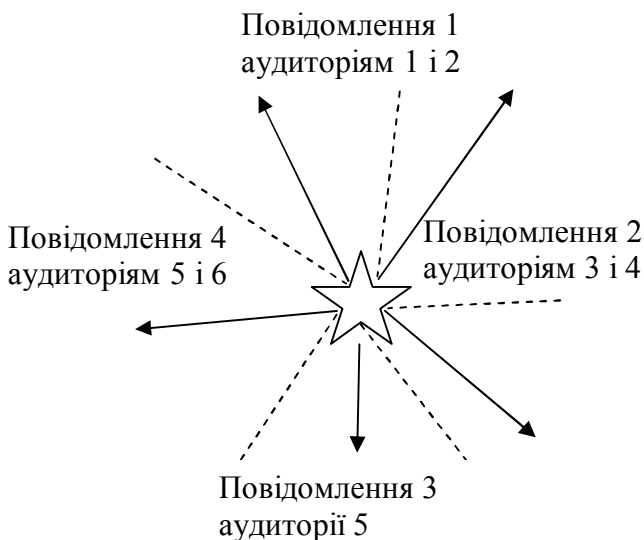 Повідомлення 1
аудиторіям 1 і 2
Повідомлення 4
аудиторіям 5 і 6
Повідомлення 2
аудиторіям 3 і 4
Повідомлення 3
аудиторії 5